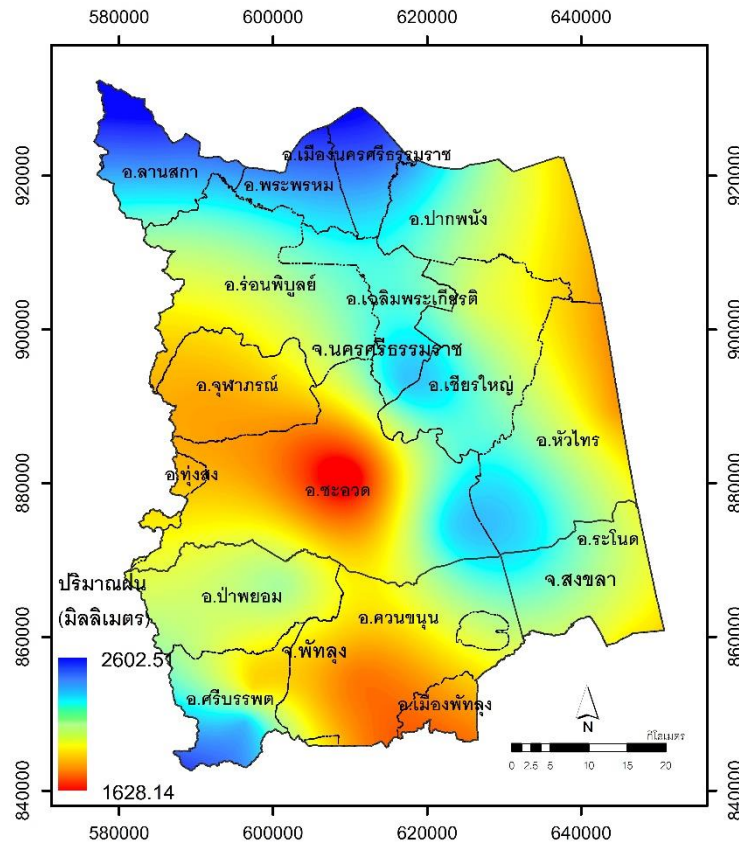 580000 600000 620000 640000
920000 920000
900000 900000
880000 880000
860000 860000
840000 840000
อ.เมืองนครศรีธรรมราช
อ.ลานสกา
อ.พระพรหม
อ.ปากพนัง
อ.ร่อนพิบูลย์
อ.เฉลิมพระเกียรติ
จ.นครศรีธรรมราช
อ.จุฬาภรณ์
อ.เชียรใหญ่
อ.หัวไทร
อ.ทุ่งสง
อ.ชะอวด
อ.ระโนด
จ.สงขลา
ปริมาณฝน
(มิลลิเมตร)
อ.ป่าพยอม
อ.ควนขนุน
จ.พัทลุง
2602.51
อ.ศรีบรรพต
อ.เมืองพัทลุง
1628.14
N
กิโลเมตร
0 2.5 5 10 15 20
580000 600000 620000 640000